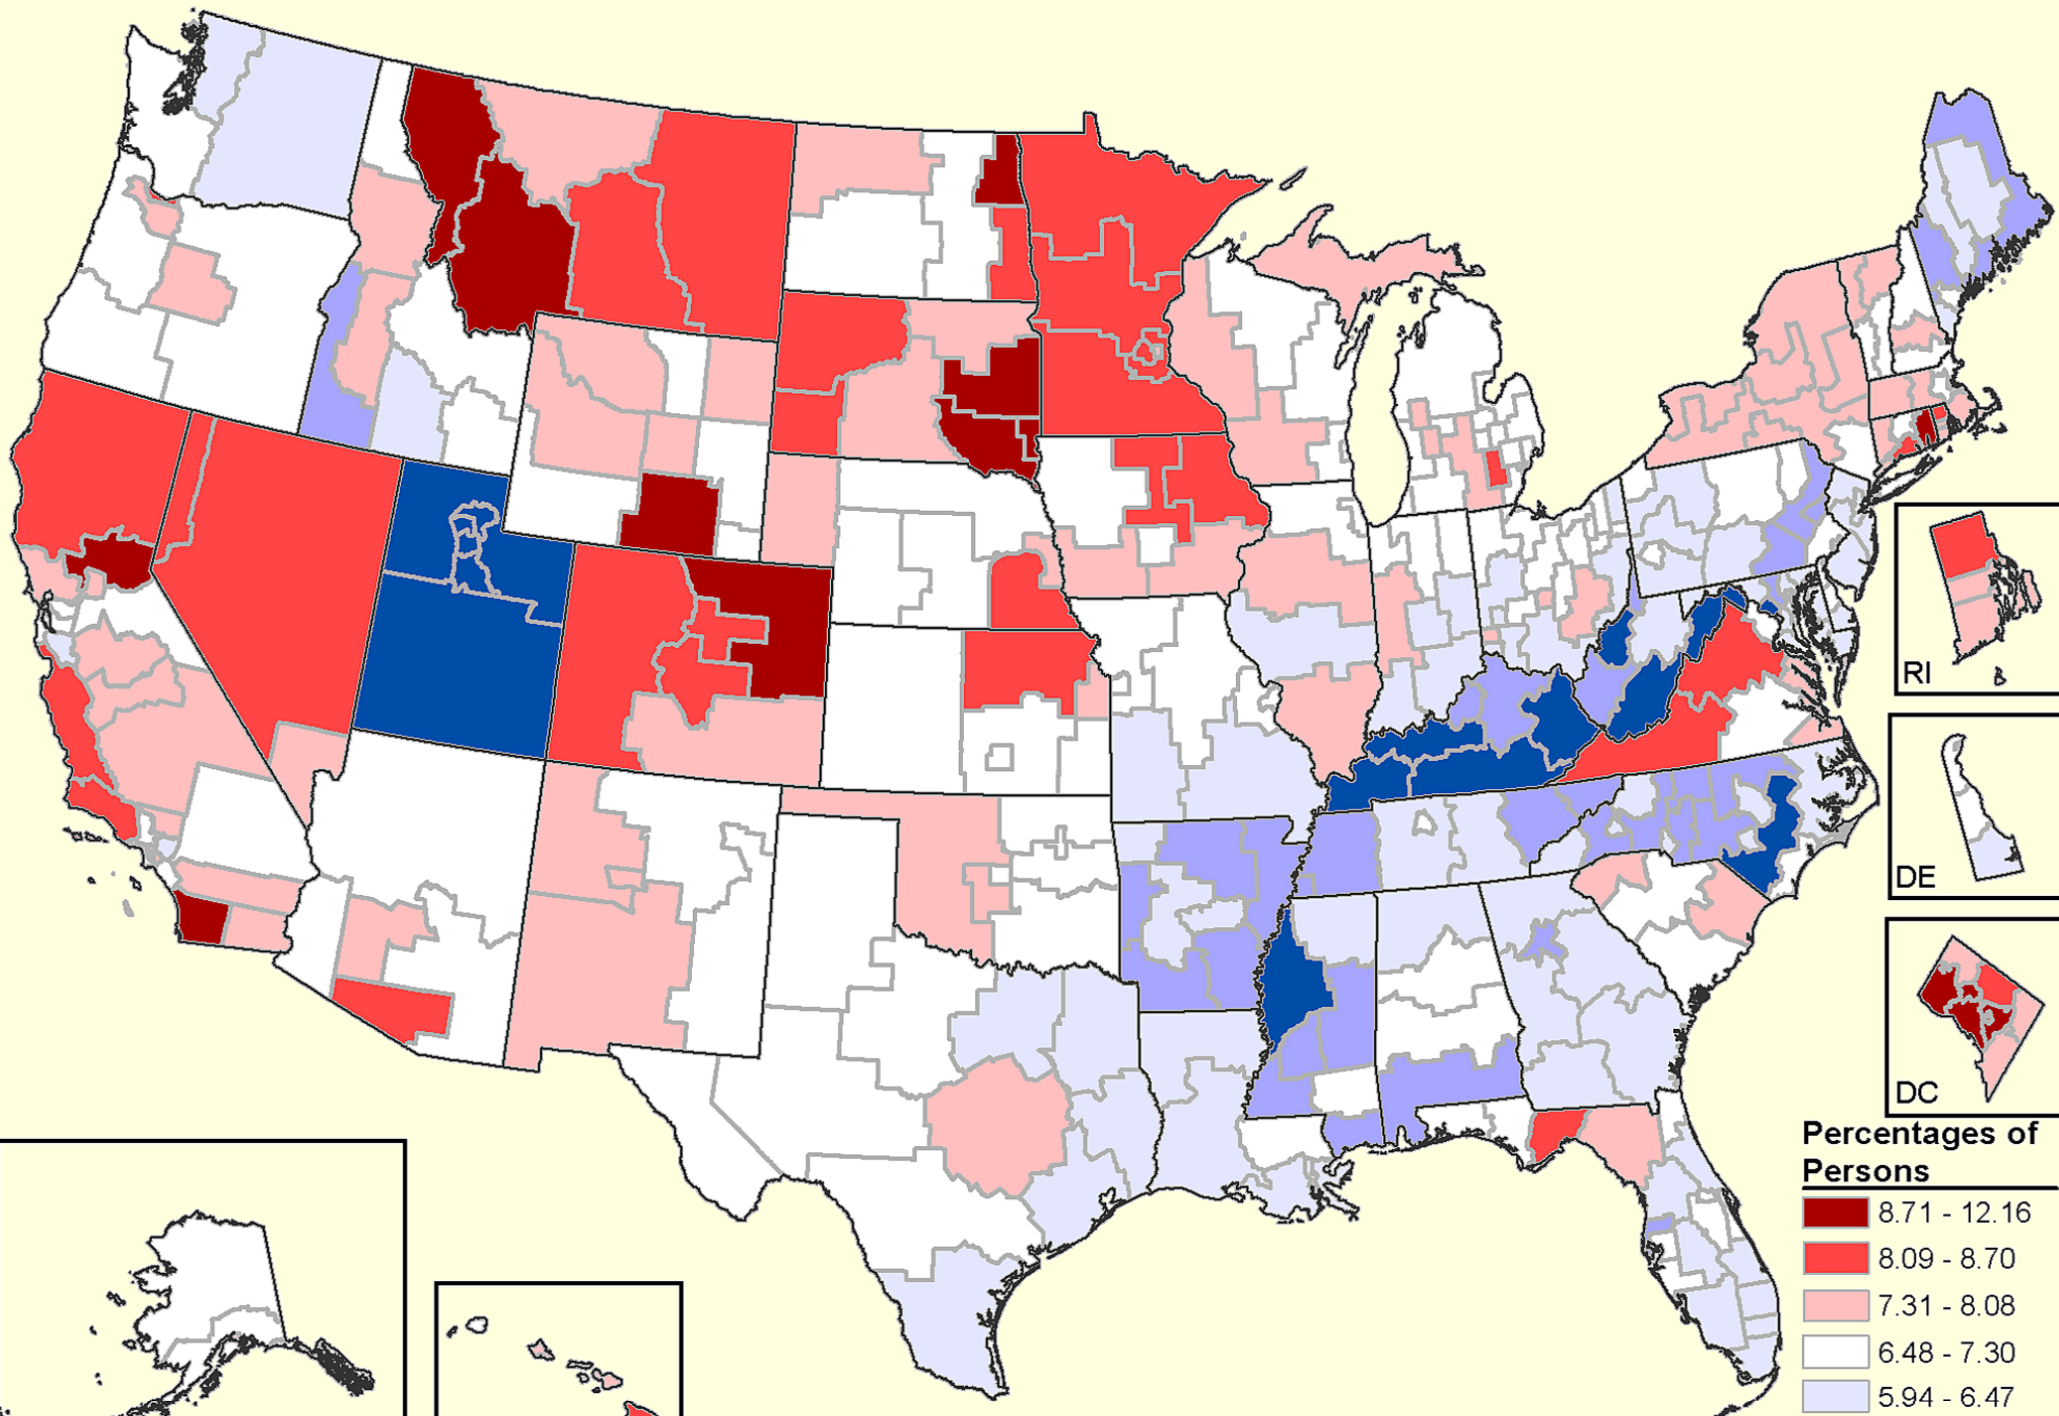 RI
DE
DC
Percentages of
Persons
8.71 - 12.16
8.09 - 8.70
7.31 - 8.08
6.48 - 7.30
5.94 - 6.47